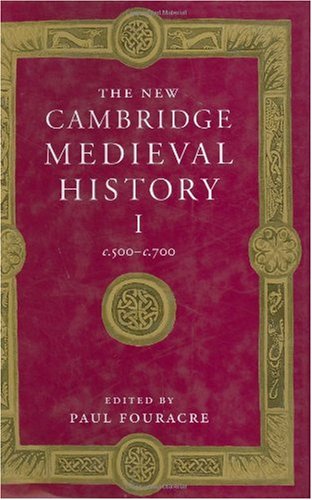 THE NEW
CAMBRIDGE
MEDIEVAL
HISTORY
I
c.500–c.700
EDITED BY
PAUL FOURACRE